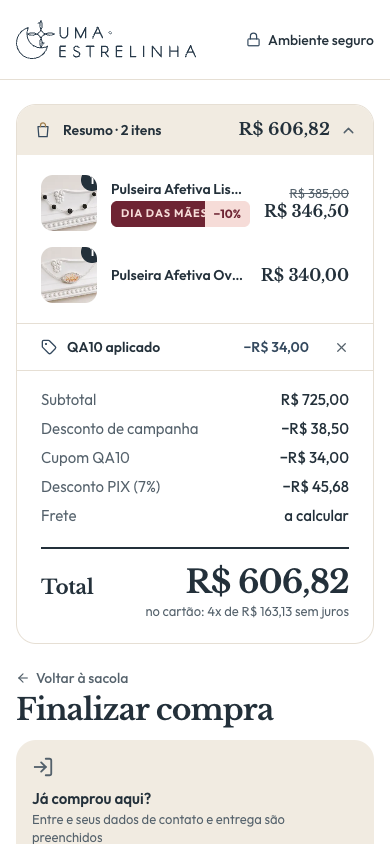 UMA
ESTRELINHA
Ambiente seguro
Resumo · 2 itens
R$ 606,82
1
Pulseira Afetiva Lis...
R$ 385,00
DIA DAS MÃES
−10%
R$ 346,50
1
Pulseira Afetiva Ov...
R$ 340,00
QA10 aplicado
−R$ 34,00
Subtotal
R$ 725,00
Desconto de campanha
−R$ 38,50
Cupom QA10
−R$ 34,00
Desconto PIX (7%)
−R$ 45,68
Frete
a calcular
Total
R$ 606,82
no cartão: 4x de R$ 163,13 sem juros
Voltar à sacola
Finalizar compra
Já comprou aqui?
Entre e seus dados de contato e entrega são
preenchidos